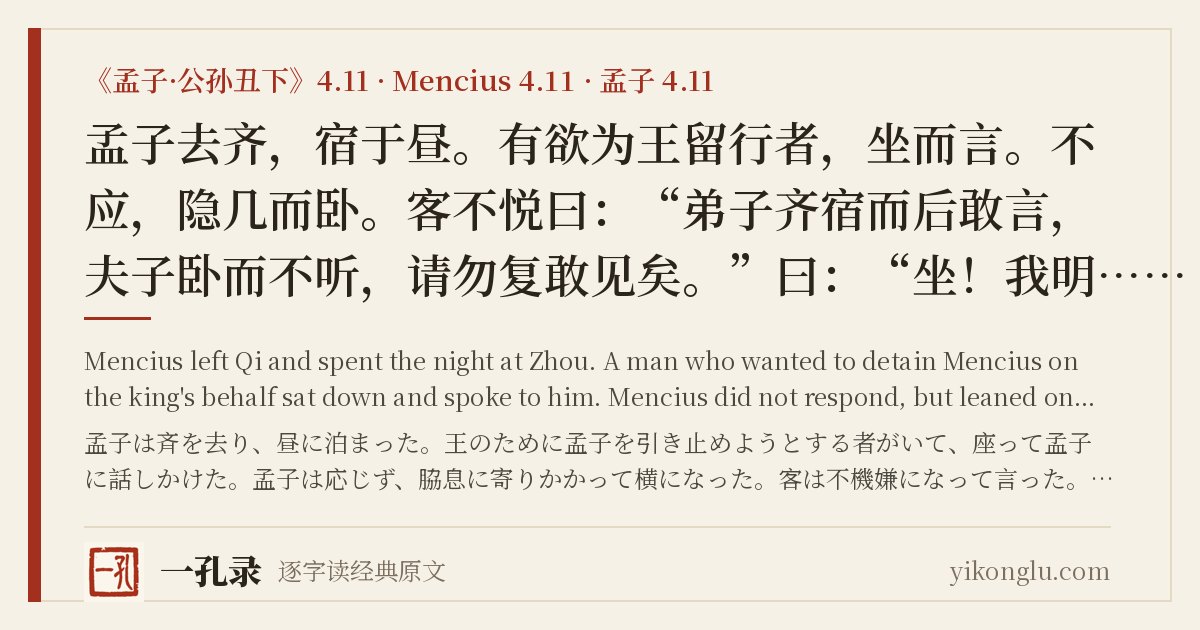 《孟子·公孙丑下》4.11 · Mencius 4.11 · 孟子 4.11
孟子去齐，宿于昼。有欲为王留行者，坐而言。不
应，隐几而卧。客不悦曰：“弟子齐宿而后敢言，
夫子卧而不听，请勿复敢见矣。”曰：“坐！我明……
Mencius left Qi and spent the night at Zhou. A man who wanted to detain Mencius on
the king's behalf sat down and spoke to him. Mencius did not respond, but leaned on...
孟子は斉を去り、昼に泊まった。王のために孟子を引き止めようとする者がいて、座って孟子
に話しかけた。孟子は応じず、脇息に寄りかかって横になった。客は不機嫌になって言った。…
一孔
一孔录 逐字读经典原文 yikonglu.com